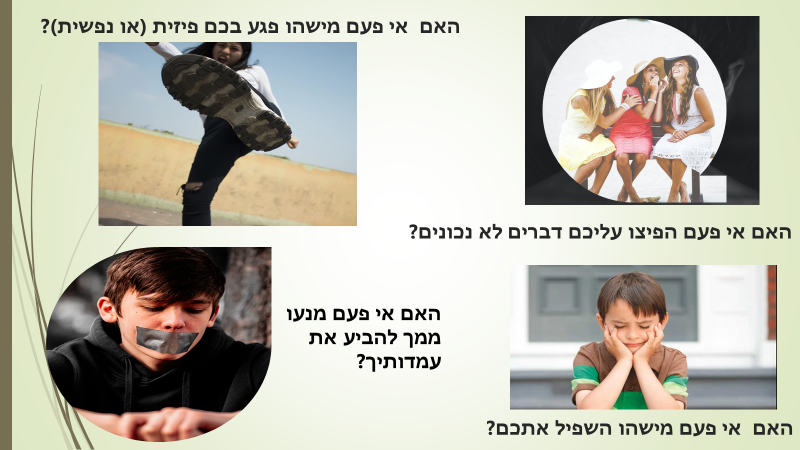 האם  אי פעם מישהו פגע בכם פיזית (או נפשית)?
האם אי פעם הפיצו עליכם דברים לא נכונים?
האם אי פעם מנעו
ממך להביע את
עמדותיך?
האם  אי פעם מישהו השפיל אתכם?